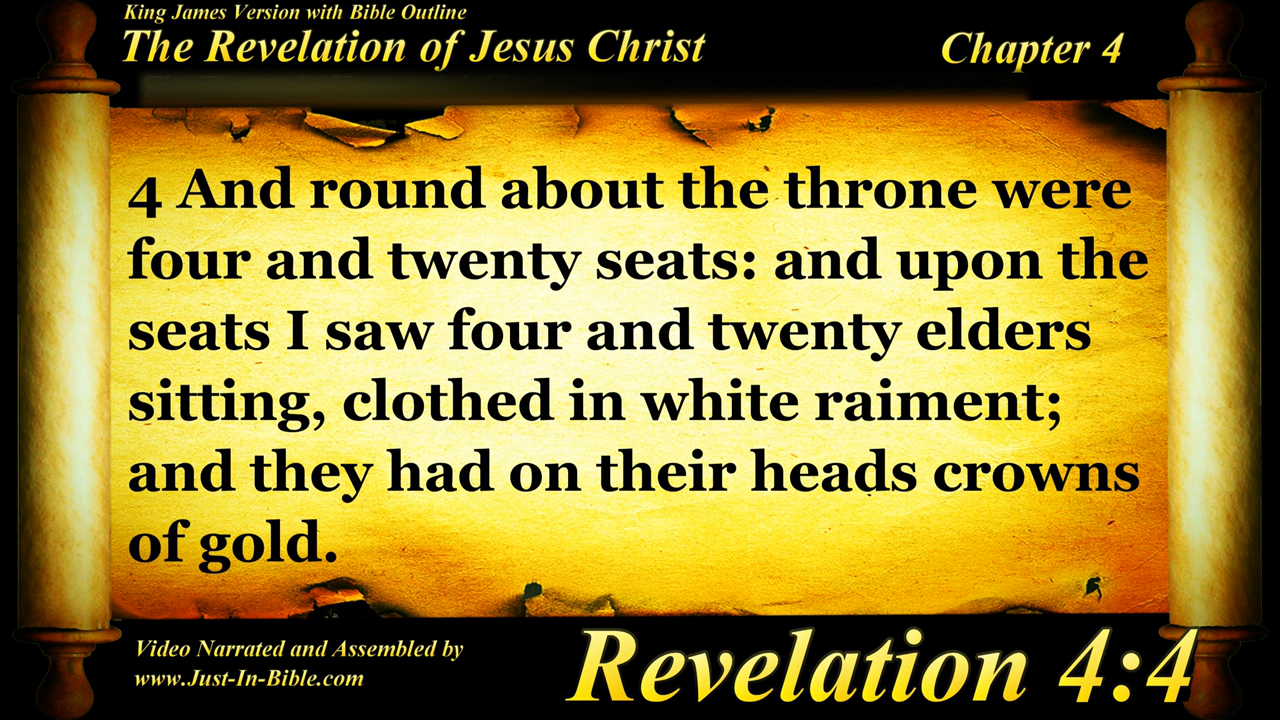 King James Version with Bible Outline
The Revelation of Jesus Christ
Chapter 4
4 And round about the throne were
four and twenty seats: and upon the
seats I saw four and twenty elders
sitting, clothed in white raiment;
and they had on their heads crowns
of gold.
Video Narrated and Assembled by
www.Just-In-Bible.com
Revelation 4:4